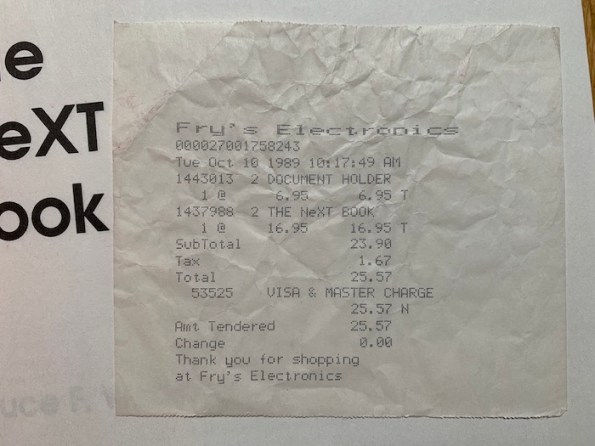 e
eXT
ook
Fry's Electronics
000027001758243
Tue Oct 10 1989 10:17:49 AM
1443013 2 DOCUMENT HOLDER
1 @ 6.95 6.95 T
1437988 2 THE NeXT BOOK
1 @ 16.95 16.95 T
SubTotal 23.90
Tax 1.67
Total 25.57
53525 VISA & MASTER CHARGE
25.57 N
Amt Tendered 25.57
Change 0.00
Thank you for shopping
at Fry's Electronics
uce F. W